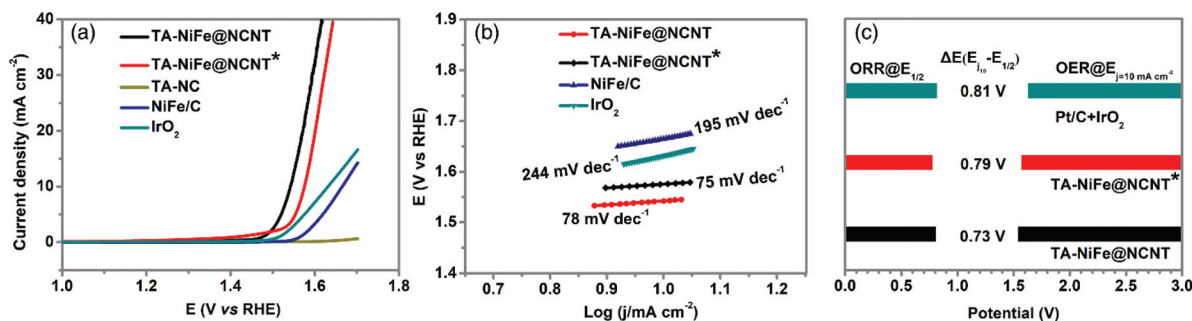 (a)
TA-NiFe@NCNT
TA-NiFe@NCNT*
TA-NC
NiFe/C
IrO₂
Current density (mA cm⁻²)
40
30
20
10
0
1.0 1.2 1.4 1.6 1.8
E (V vs RHE)
(b)
TA-NiFe@NCNT
TA-NiFe@NCNT*
NiFe/C
IrO₂
195 mV dec⁻¹
244 mV dec⁻¹
75 mV dec⁻¹
78 mV dec⁻¹
E (V vs RHE)
1.9
1.8
1.7
1.6
1.5
1.4
0.7 0.8 0.9 1.0 1.1 1.2
Log (j/mA cm⁻²)
(c)
ORR@E₁/₂ ΔE(Eⱼ₁₀-E₁/₂) OER@Eⱼ₌₁₀ mA cm⁻²
0.81 V
Pt/C+IrO₂
0.79 V
TA-NiFe@NCNT*
0.73 V
TA-NiFe@NCNT
0.0 0.5 1.0 1.5 2.0 2.5 3.0
Potential (V)